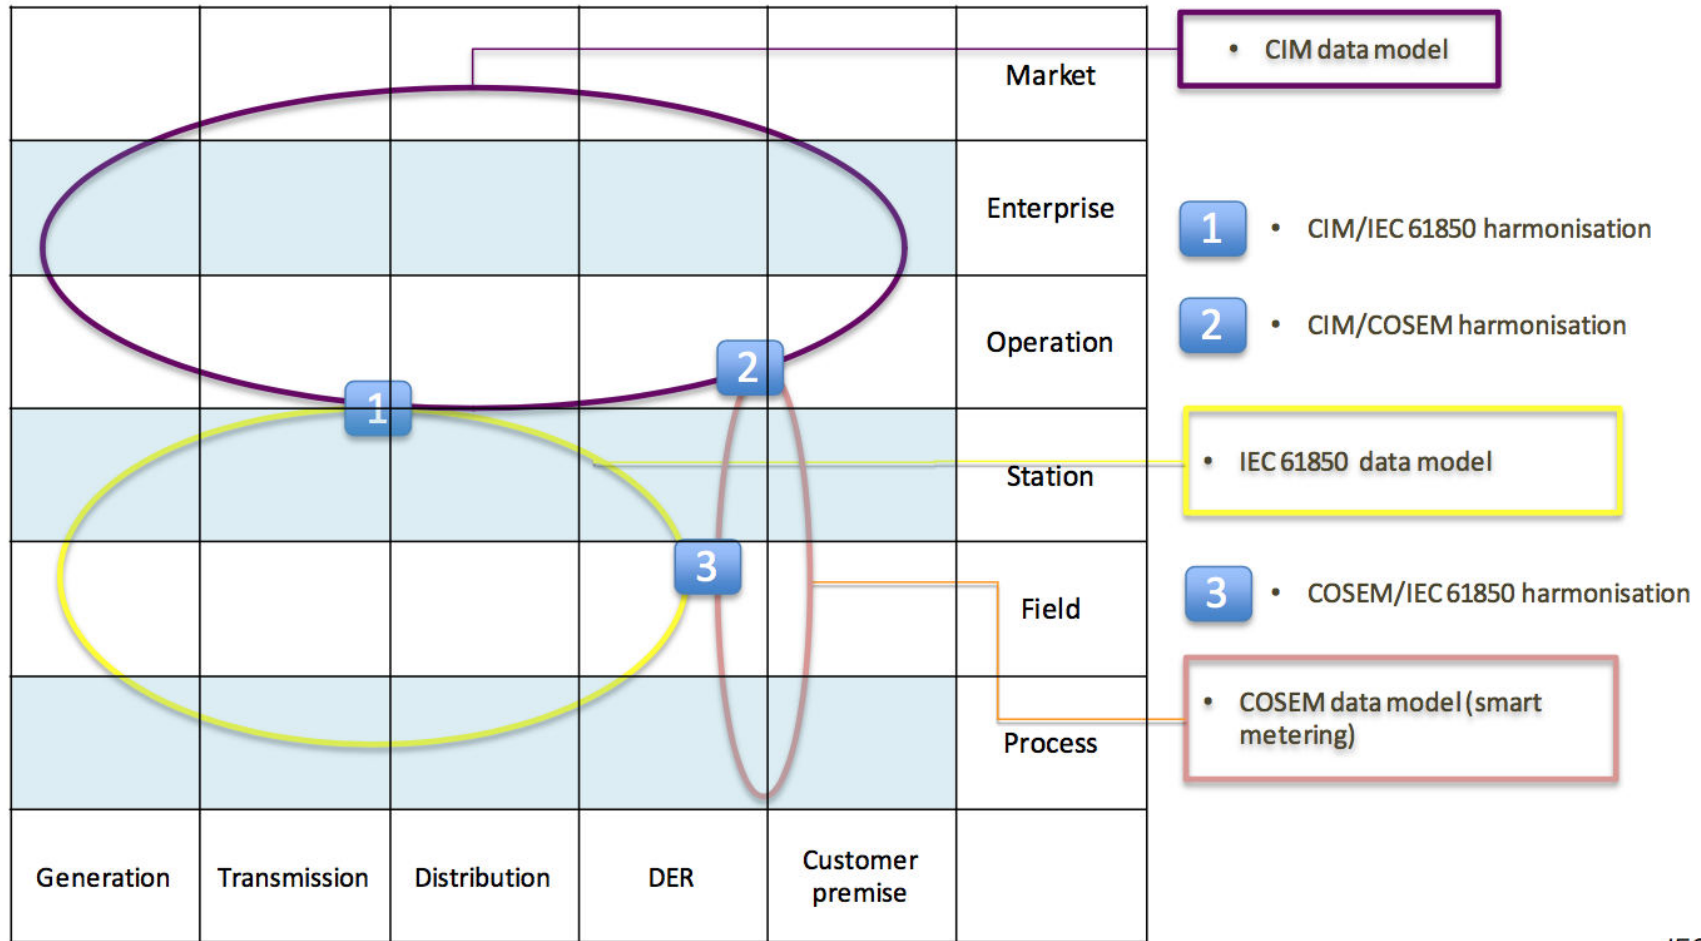 • CIM data model
Market
Enterprise
1 • CIM/IEC 61850 harmonisation
2 • CIM/COSEM harmonisation
Operation
2
1
• IEC 61850 data model
Station
3
3 • COSEM/IEC 61850 harmonisation
Field
• COSEM data model (smart
metering)
Process
Generation
Transmission
Distribution
DER
Customer
premise